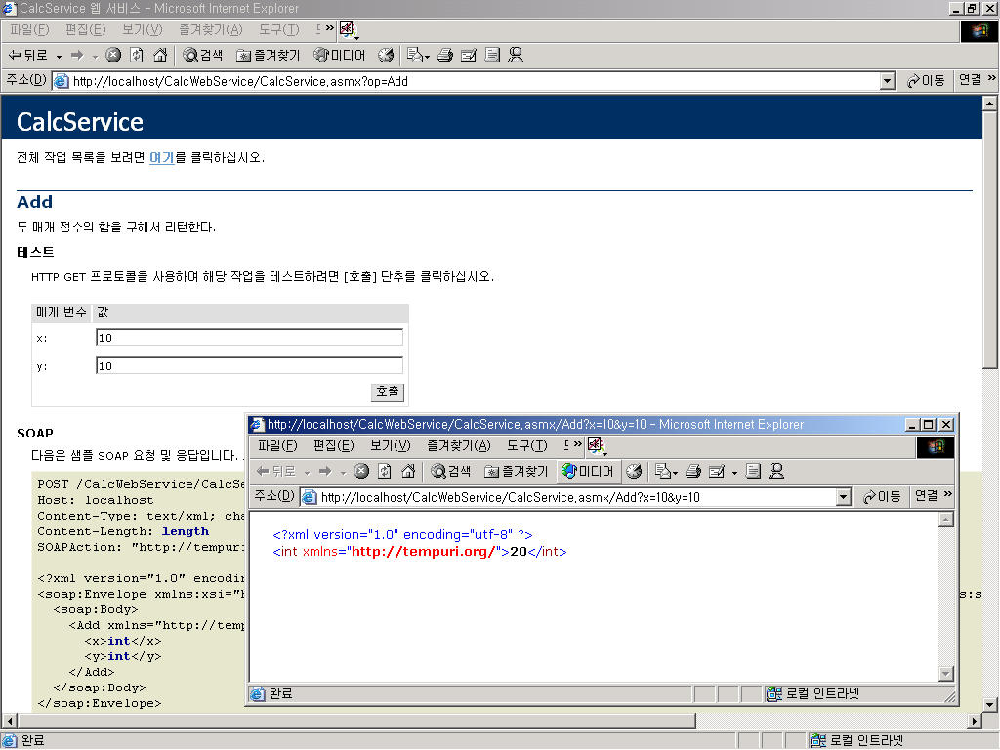 CalcService 웹 서비스 - Microsoft Internet Explorer
파일(F) 편집(E) 보기(V) 즐겨찾기(A) 도구(T) »
뒤로 검색 즐겨찾기 미디어
주소(D) http://localhost/CalcWebService/CalcService.asmx?op=Add 이동 연결 »
CalcService
전체 작업 목록을 보려면 여기를 클릭하십시오.
Add
두 매개 정수의 합을 구해서 리턴한다.
테스트
HTTP GET 프로토콜을 사용하여 해당 작업을 테스트하려면 [호출] 단추를 클릭하십시오.
매개 변수 값
x: 10
y: 10
호출
SOAP
다음은 샘플 SOAP 요청 및 응답입니다.
POST /CalcWebService/CalcSe
Host: localhost
Content-Type: text/xml; cha
Content-Length: length
SOAPAction: "http://tempuri
<?xml version="1.0" encodin
<soap:Envelope xmlns:xsi="h
<soap:Body>
<Add xmlns="http://temp
<x>int</x>
<y>int</y>
</Add>
</soap:Body>
</soap:Envelope>
http://localhost/CalcWebService/CalcService.asmx/Add?x=10&y=10 - Microsoft Internet Explorer
파일(F) 편집(E) 보기(V) 즐겨찾기(A) 도구(T) »
뒤로 검색 즐겨찾기 미디어
주소(D) http://localhost/CalcWebService/CalcService.asmx/Add?x=10&y=10 이동 연결 »
<?xml version="1.0" encoding="utf-8" ?>
<int xmlns="http://tempuri.org/">20</int>
완료 로컬 인트라넷
완료 로컬 인트라넷